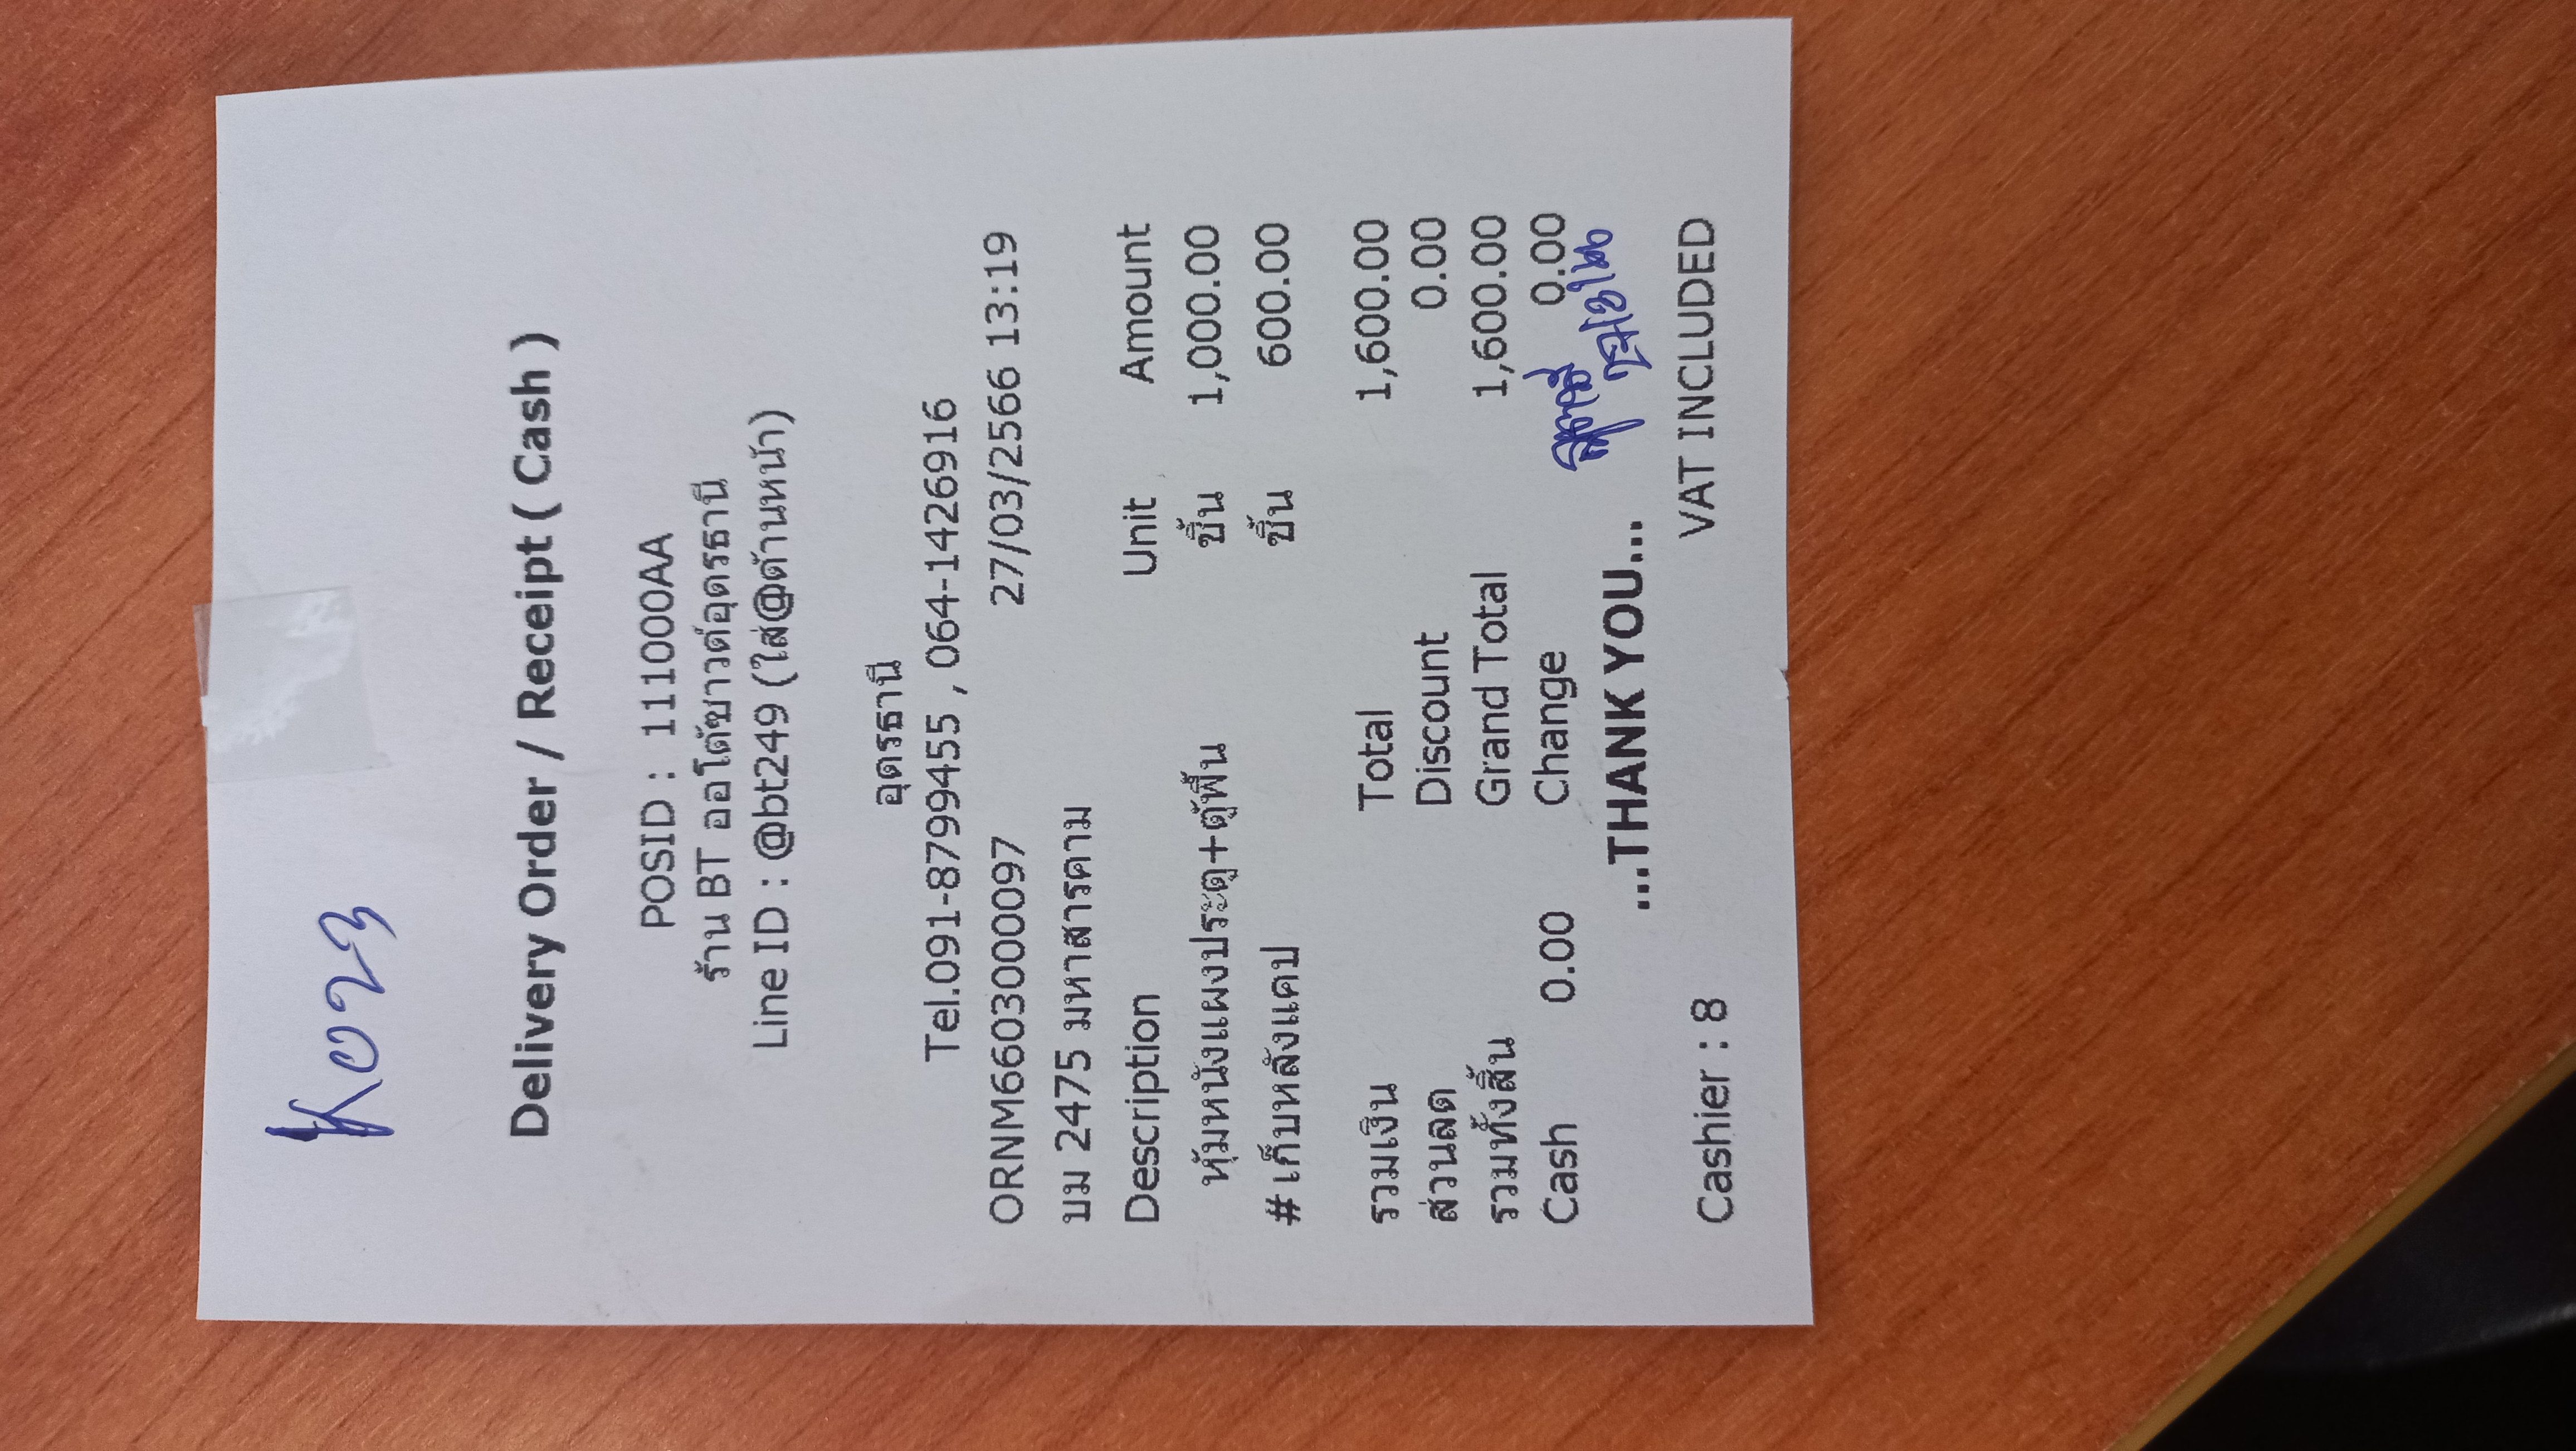 Delivery Order / Receipt ( Cash )
POSID : 111000AA
ร้าน BT ออโต้ซาวด์อุดรธานี
Line ID : @bt249 (ใส่@ด้านหน้า)
อุดรธานี
Tel.091-8799455 , 064-1426916
ORNM660300O097 27/03/2566 13:19
บม 2475 มหาสารคาม
Description Unit Amount
หุ้มหนังแผงประตู+ตู้พื้น ชิ้น 1,000.00
# เก็บหลังแคป ชิ้น 600.00
รวมเงิน Total 1,600.00
ส่วนลด Discount 0.00
รวมทั้งสิ้น Grand Total 1,600.00
Cash 0.00 Change 0.00
...THANK YOU...
Cashier : 8 VAT INCLUDED